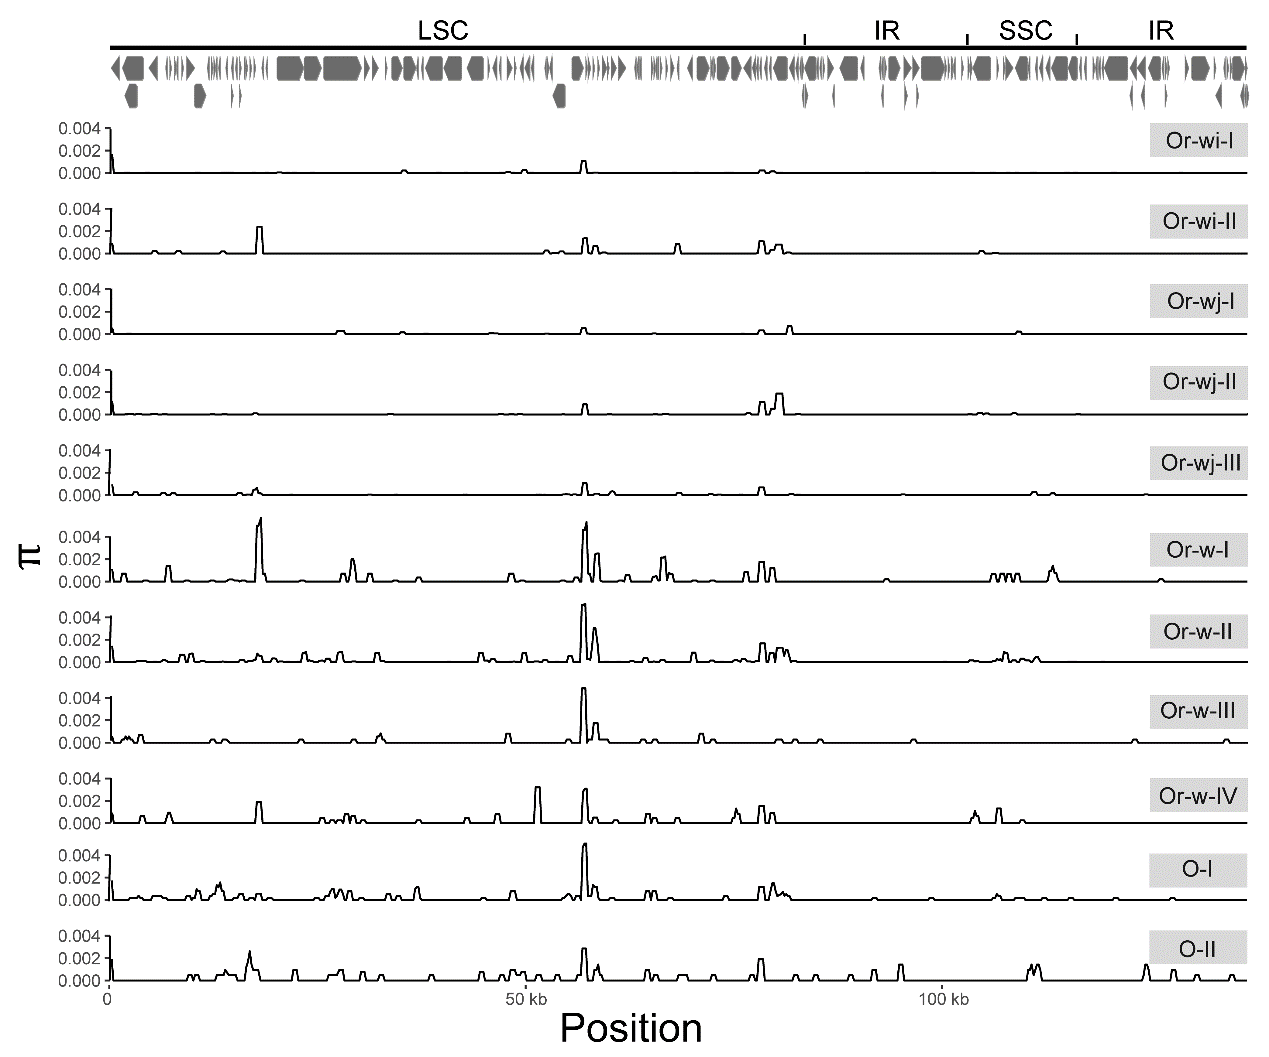 LSC IR SSC IR
0.004
0.002
0.000
Or-wi-I
0.004
0.002
0.000
Or-wi-II
0.004
0.002
0.000
Or-wj-I
0.004
0.002
0.000
Or-wj-II
0.004
0.002
0.000
Or-wj-III
0.004
0.002
0.000
Or-w-I
π
0.004
0.002
0.000
Or-w-II
0.004
0.002
0.000
Or-w-III
0.004
0.002
0.000
Or-w-IV
0.004
0.002
0.000
O-I
0.004
0.002
0.000
O-II
0 50 kb 100 kb
Position